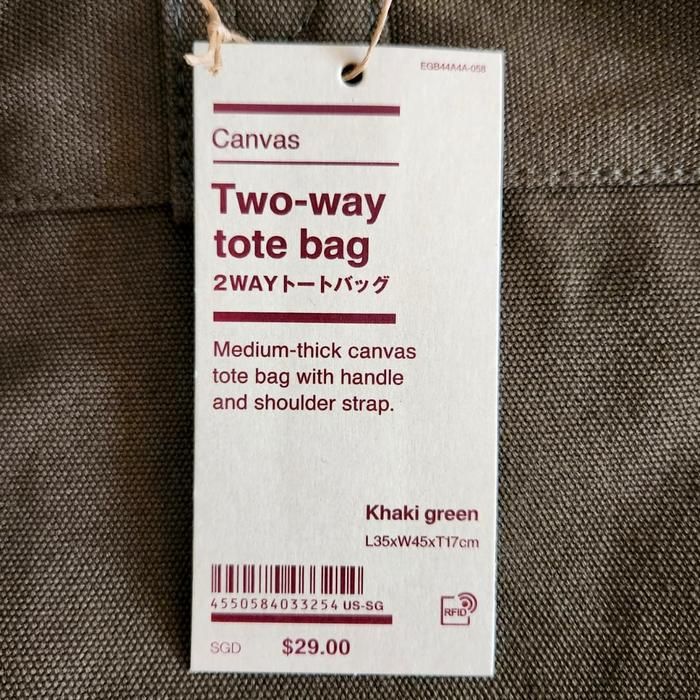 EGB44A4A-058
Canvas
Two-way
tote bag
2WAYトートバッグ
Medium-thick canvas
tote bag with handle
and shoulder strap.
Khaki green
L35xW45xT17cm
4550584033254 US-SG
RFID
SGD $29.00